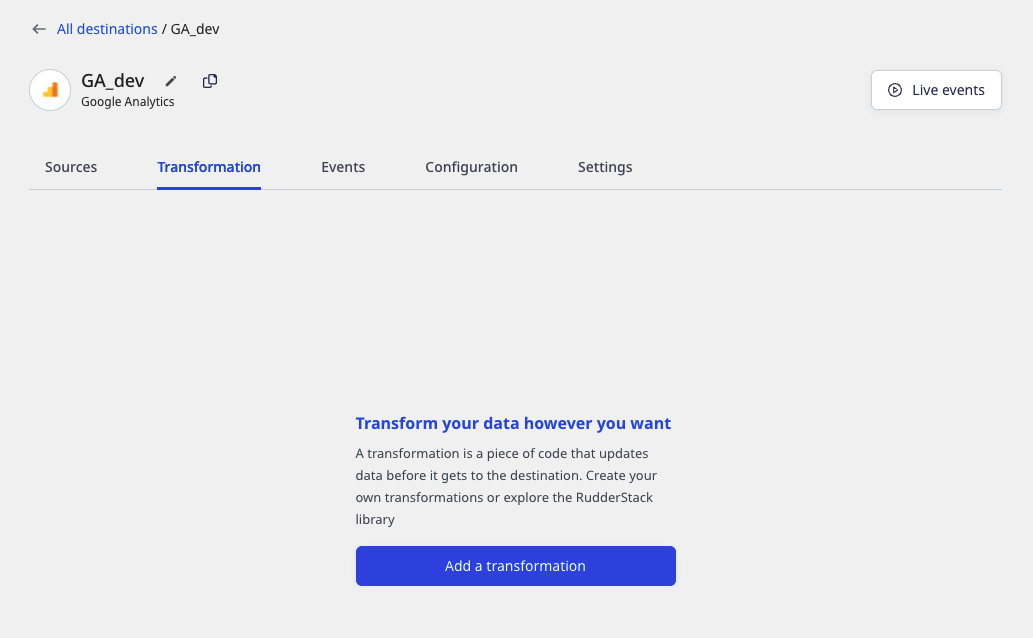 All destinations / GA_dev
GA_dev
Google Analytics
Live events
Sources Transformation Events Configuration Settings
Transform your data however you want
A transformation is a piece of code that updates
data before it gets to the destination. Create your
own transformations or explore the RudderStack
library
Add a transformation